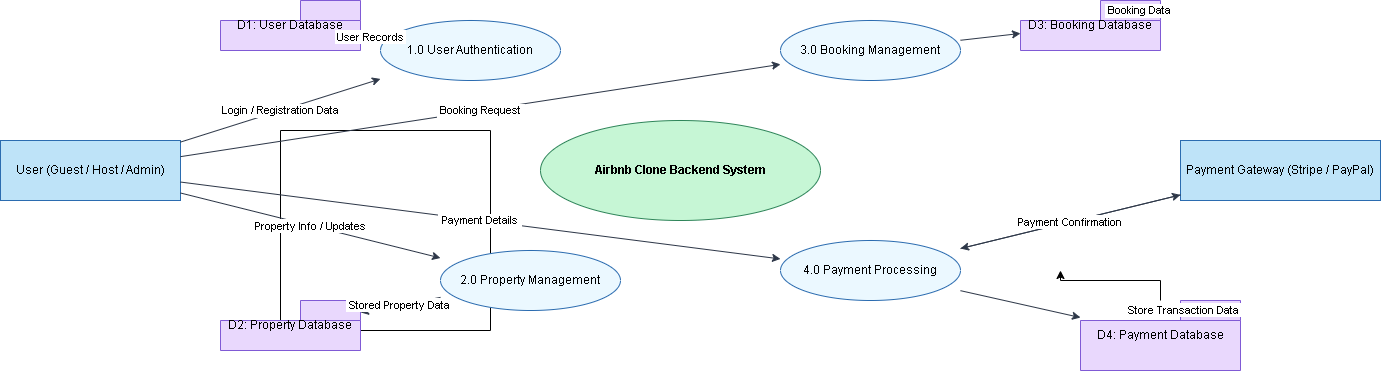 Booking Data
D1: User Database
D3: Booking Database
User Records
1.0 User Authentication
3.0 Booking Management
Login / Registration Data
Booking Request
User (Guest / Host / Admin)
Airbnb Clone Backend System
Payment Gateway (Stripe / PayPal)
Payment Details
Payment Confirmation
Property Info / Updates
4.0 Payment Processing
2.0 Property Management
Stored Property Data
Store Transaction Data
D2: Property Database
D4: Payment Database